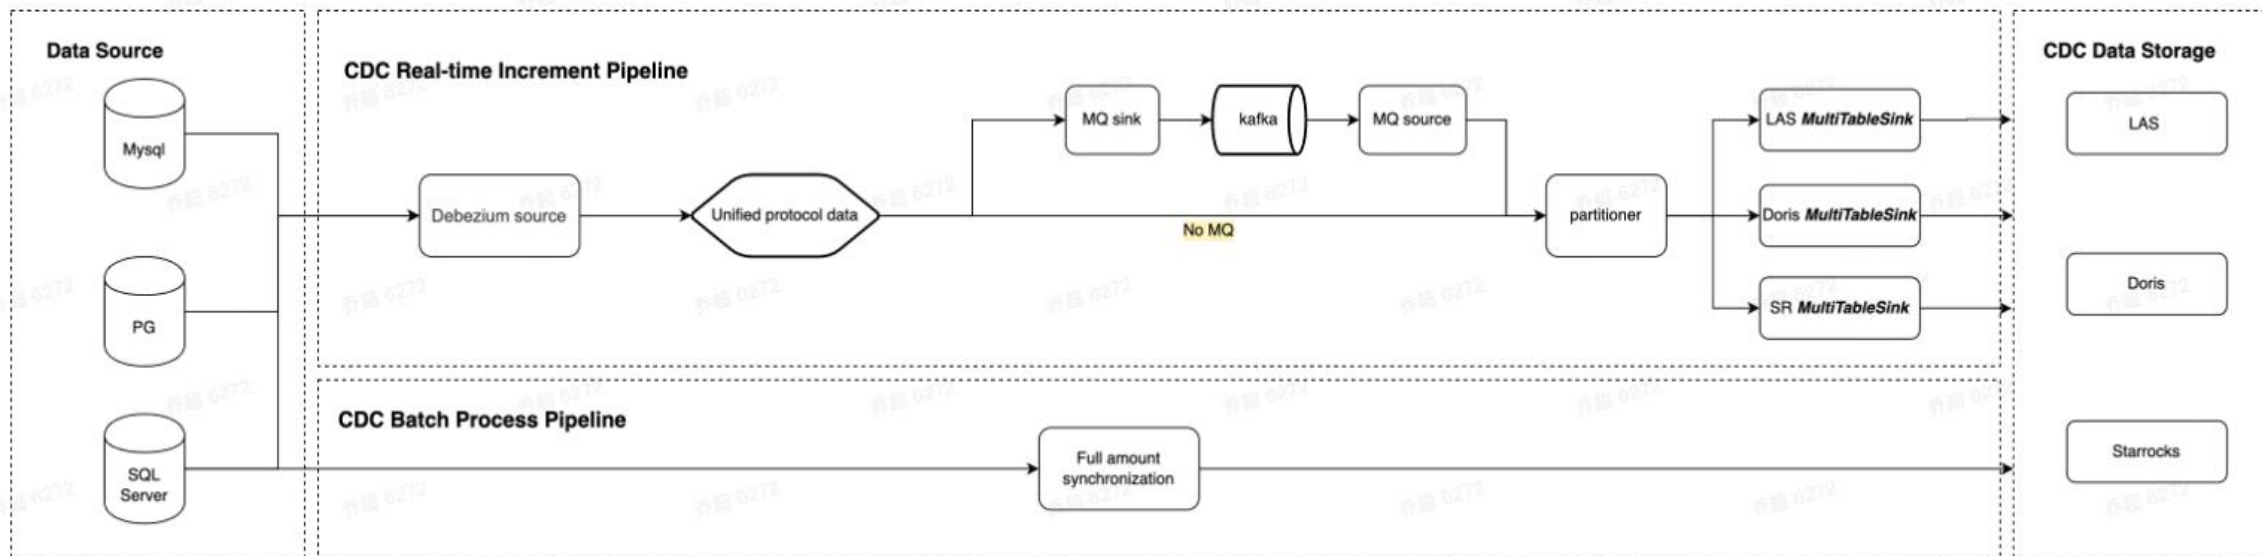 Data Source
Mysql
PG
SQL
Server
CDC Real-time Increment Pipeline
Debezium source
Unified protocol data
MQ sink
kafka
MQ source
No MQ
partitioner
LAS MultiTableSink
Doris MultiTableSink
SR MultiTableSink
CDC Batch Process Pipeline
Full amount
synchronization
CDC Data Storage
LAS
Doris
Starrocks